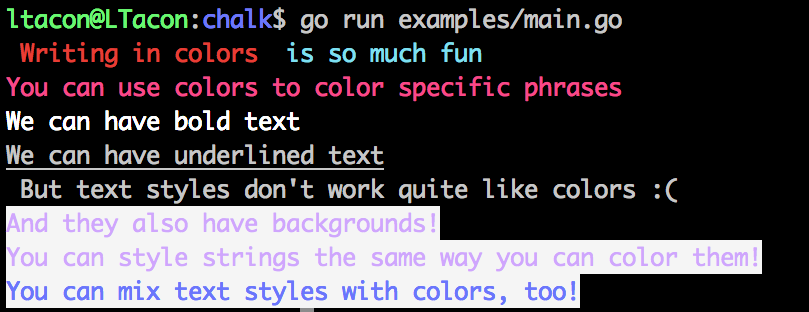 ltacon@LTacon:chalk$ go run examples/main.go
Writing in colors  is so much fun
You can use colors to color specific phrases
We can have bold text
We can have underlined text
But text styles don't work quite like colors :(
And they also have backgrounds!
You can style strings the same way you can color them!
You can mix text styles with colors, too!